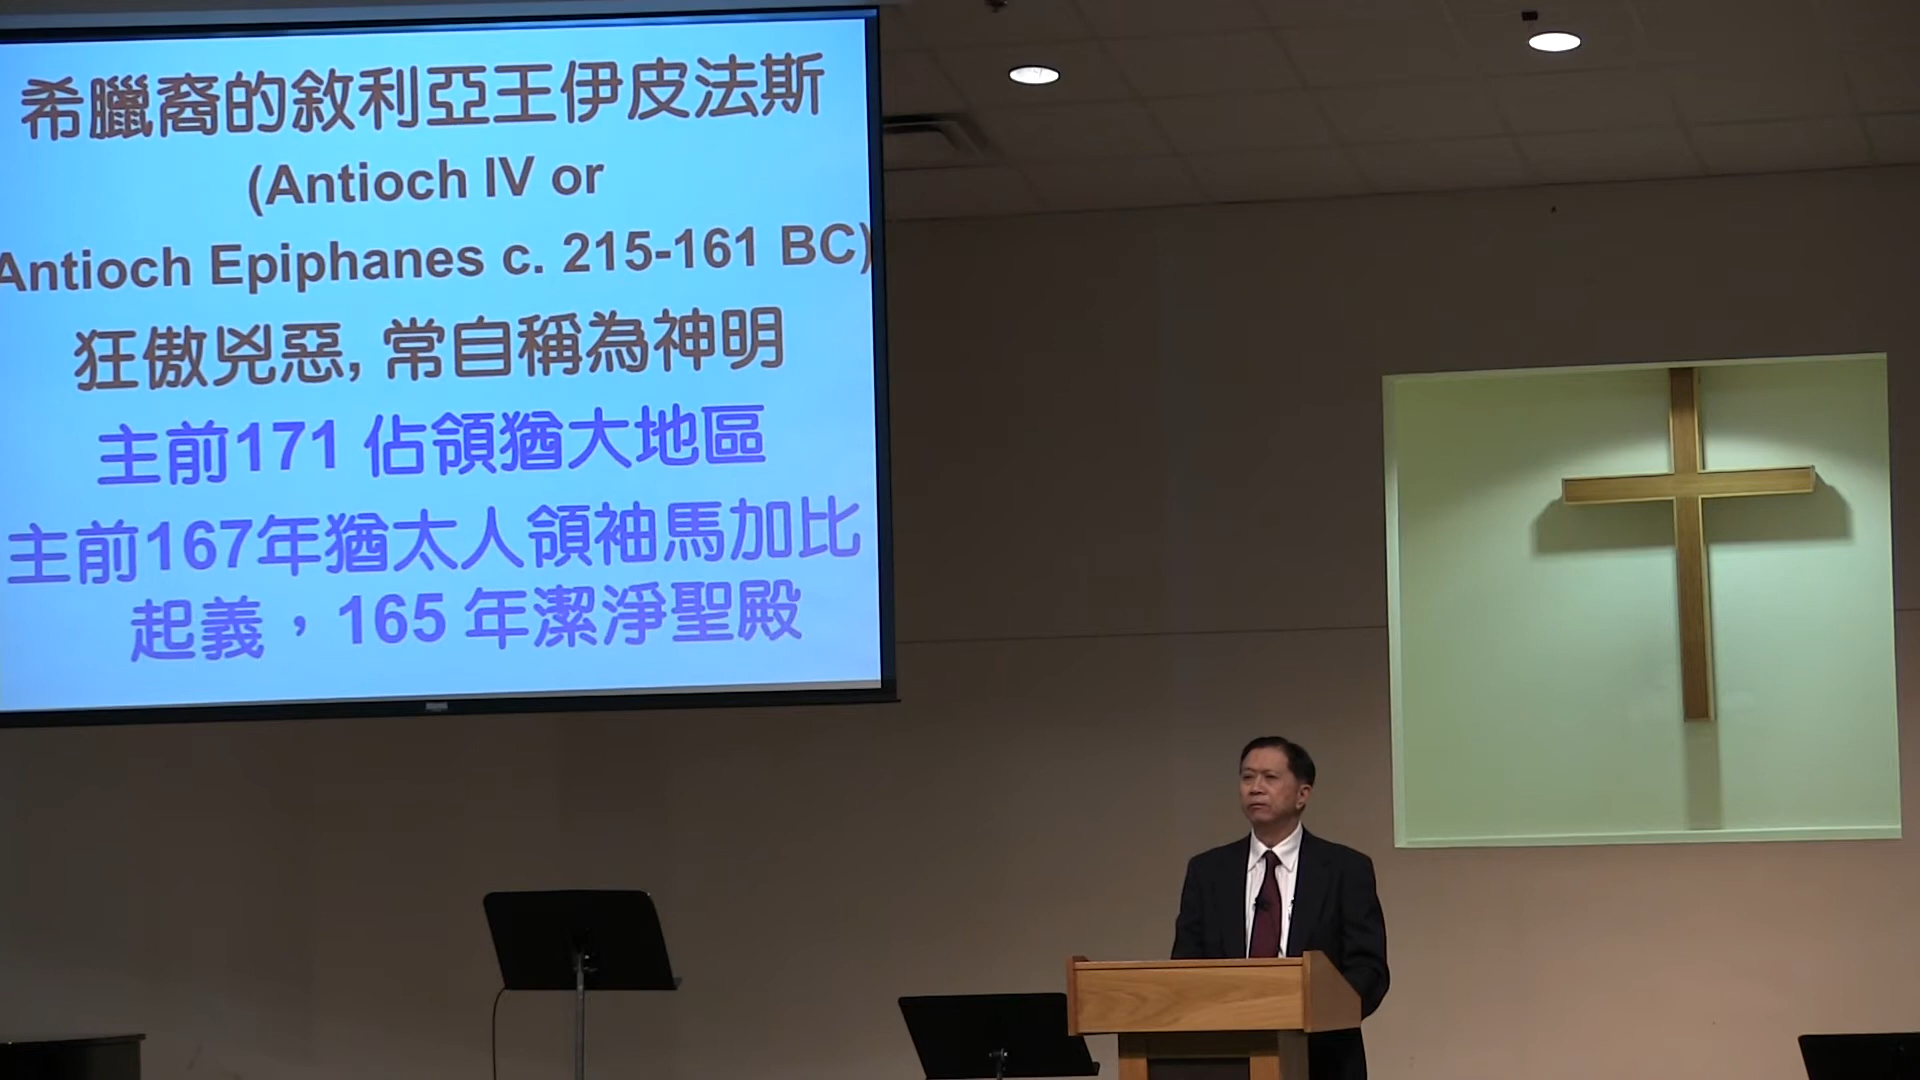 希臘裔的敘利亞王伊皮法斯
(Antioch IV or
Antioch Epiphanes c. 215-161 BC)
狂傲兇惡, 常自稱為神明
主前171 佔領猶大地區
主前167年猶太人領袖馬加比
起義，165 年潔淨聖殿